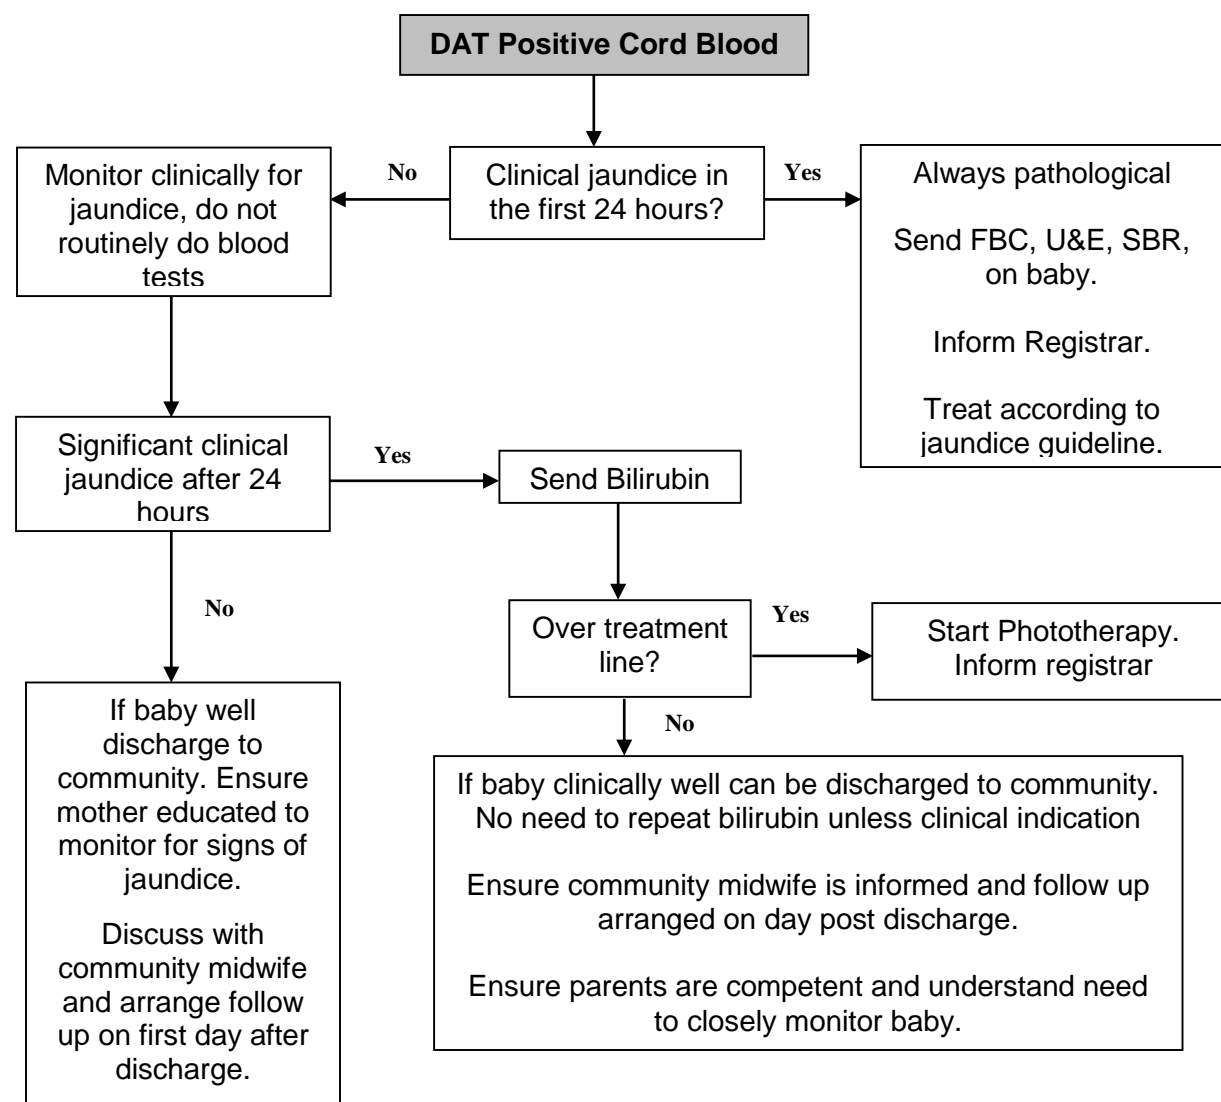 DAT Positive Cord Blood
Clinical jaundice in
the first 24 hours?
No
Yes
Monitor clinically for
jaundice, do not
routinely do blood
tests
Always pathological
Send FBC, U&E, SBR,
on baby.
Inform Registrar.
Treat according to
jaundice guideline.
Significant clinical
jaundice after 24
hours
Yes
Send Bilirubin
No
Over treatment
line?
Yes
Start Phototherapy.
Inform registrar
No
If baby well
discharge to
community. Ensure
mother educated to
monitor for signs of
jaundice.
Discuss with
community midwife
and arrange follow
up on first day after
discharge.
If baby clinically well can be discharged to community.
No need to repeat bilirubin unless clinical indication
Ensure community midwife is informed and follow up
arranged on day post discharge.
Ensure parents are competent and understand need
to closely monitor baby.